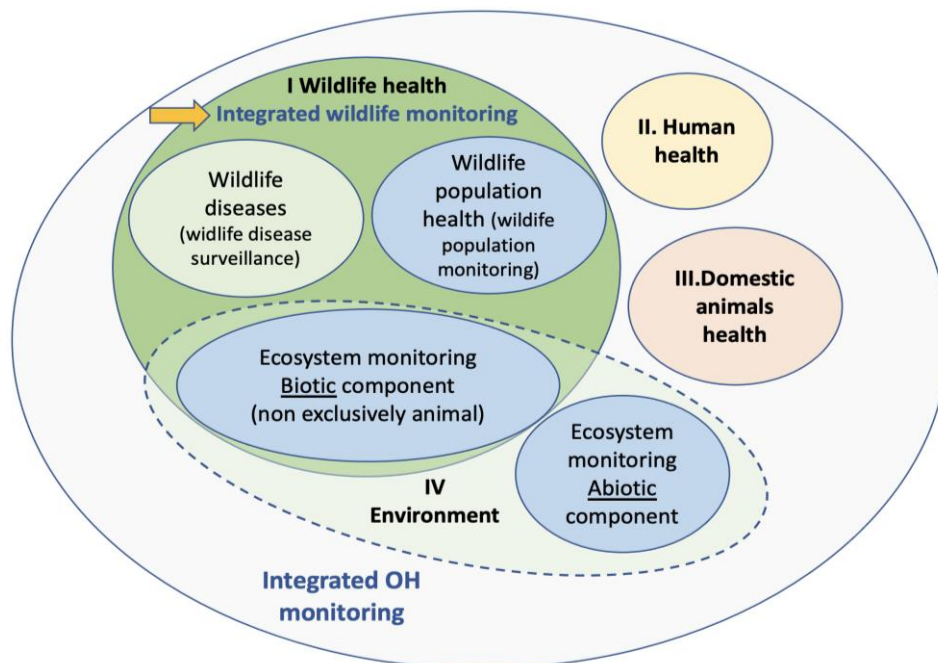 I Wildlife health
Integrated wildlife monitoring
Wildlife
diseases
(widlife disease
surveillance)
Wildlife
population
health (wildife
population
monitoring)
II. Human
health
III.Domestic
animals
health
Ecosystem monitoring
Biotic component
(non exclusively animal)
Ecosystem
monitoring
Abiotic
component
IV
Environment
Integrated OH
monitoring